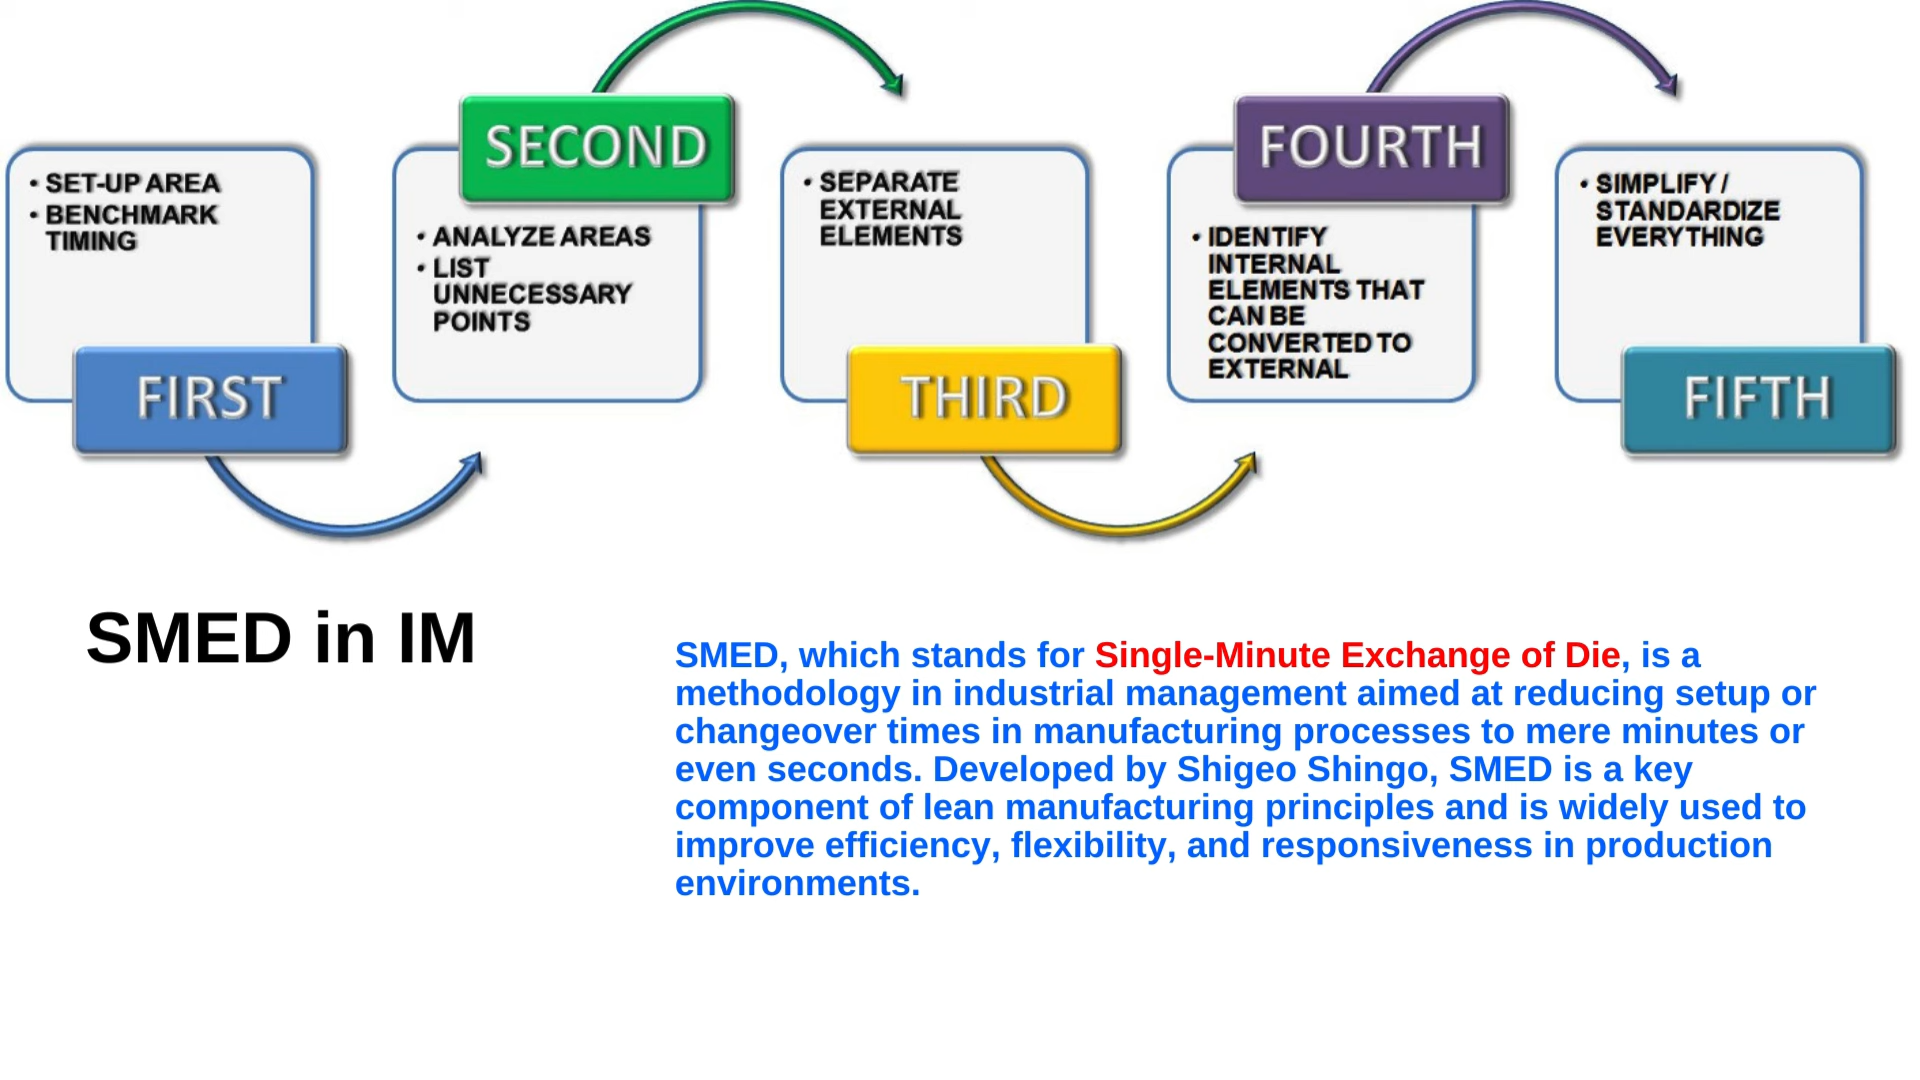 FIRST
• SET-UP AREA
• BENCHMARK
TIMING
SECOND
• ANALYZE AREAS
• LIST
UNNECESSARY
POINTS
THIRD
• SEPARATE
EXTERNAL
ELEMENTS
FOURTH
• IDENTIFY
INTERNAL
ELEMENTS THAT
CAN BE
CONVERTED TO
EXTERNAL
FIFTH
• SIMPLIFY /
STANDARDIZE
EVERYTHING
SMED in IM
SMED, which stands for Single-Minute Exchange of Die, is a
methodology in industrial management aimed at reducing setup or
changeover times in manufacturing processes to mere minutes or
even seconds. Developed by Shigeo Shingo, SMED is a key
component of lean manufacturing principles and is widely used to
improve efficiency, flexibility, and responsiveness in production
environments.